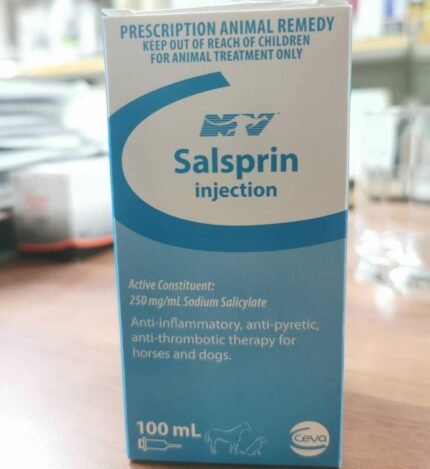 PRESCRIPTION ANIMAL REMEDY
KEEP OUT OF REACH OF CHILDREN
FOR ANIMAL TREATMENT ONLY
NV
Salsprin
injection
Active Constituent:
250 mg/mL Sodium Salicylate
Anti-inflammatory, anti-pyretic,
anti-thrombotic therapy for
horses and dogs.
100 mL
Ceva